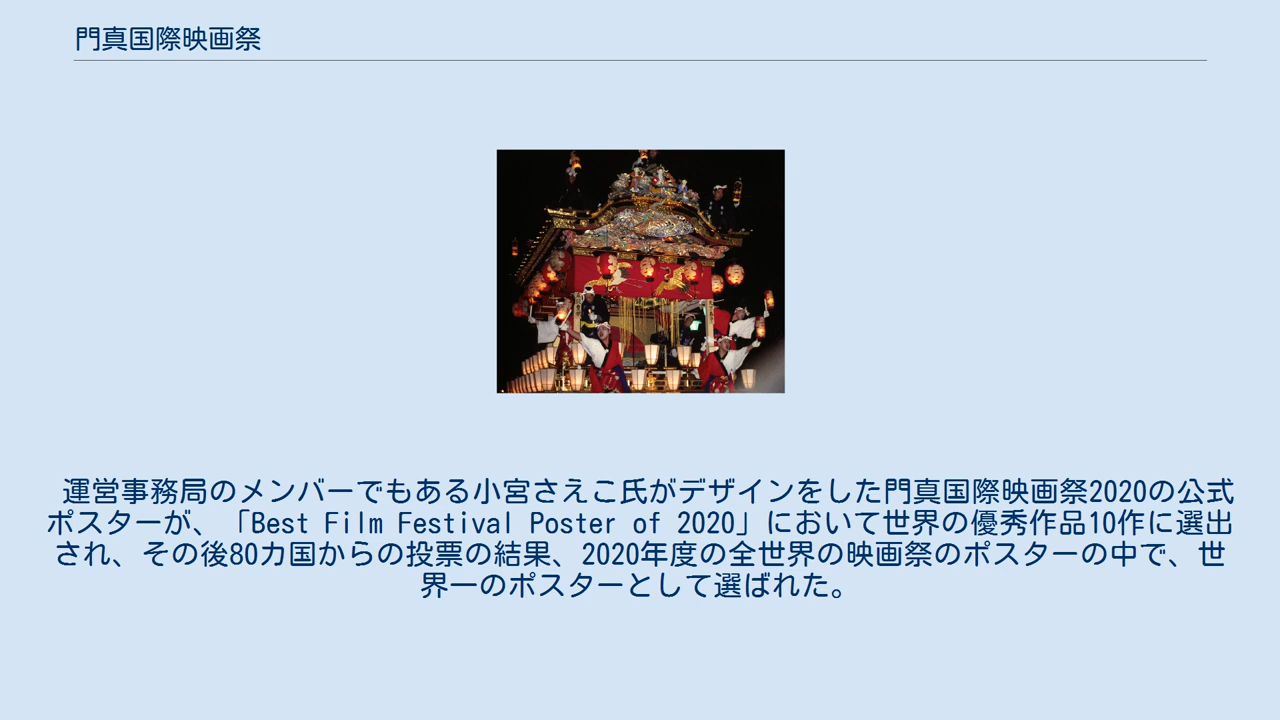 門真国際映画祭
運営事務局のメンバーでもある小宮さえこ氏がデザインをした門真国際映画祭2020の公式
ポスターが、「Best Film Festival Poster of 2020」において世界の優秀作品10作に選出
され、その後80カ国からの投票の結果、2020年度の全世界の映画祭のポスターの中で、世
界一のポスターとして選ばれた。